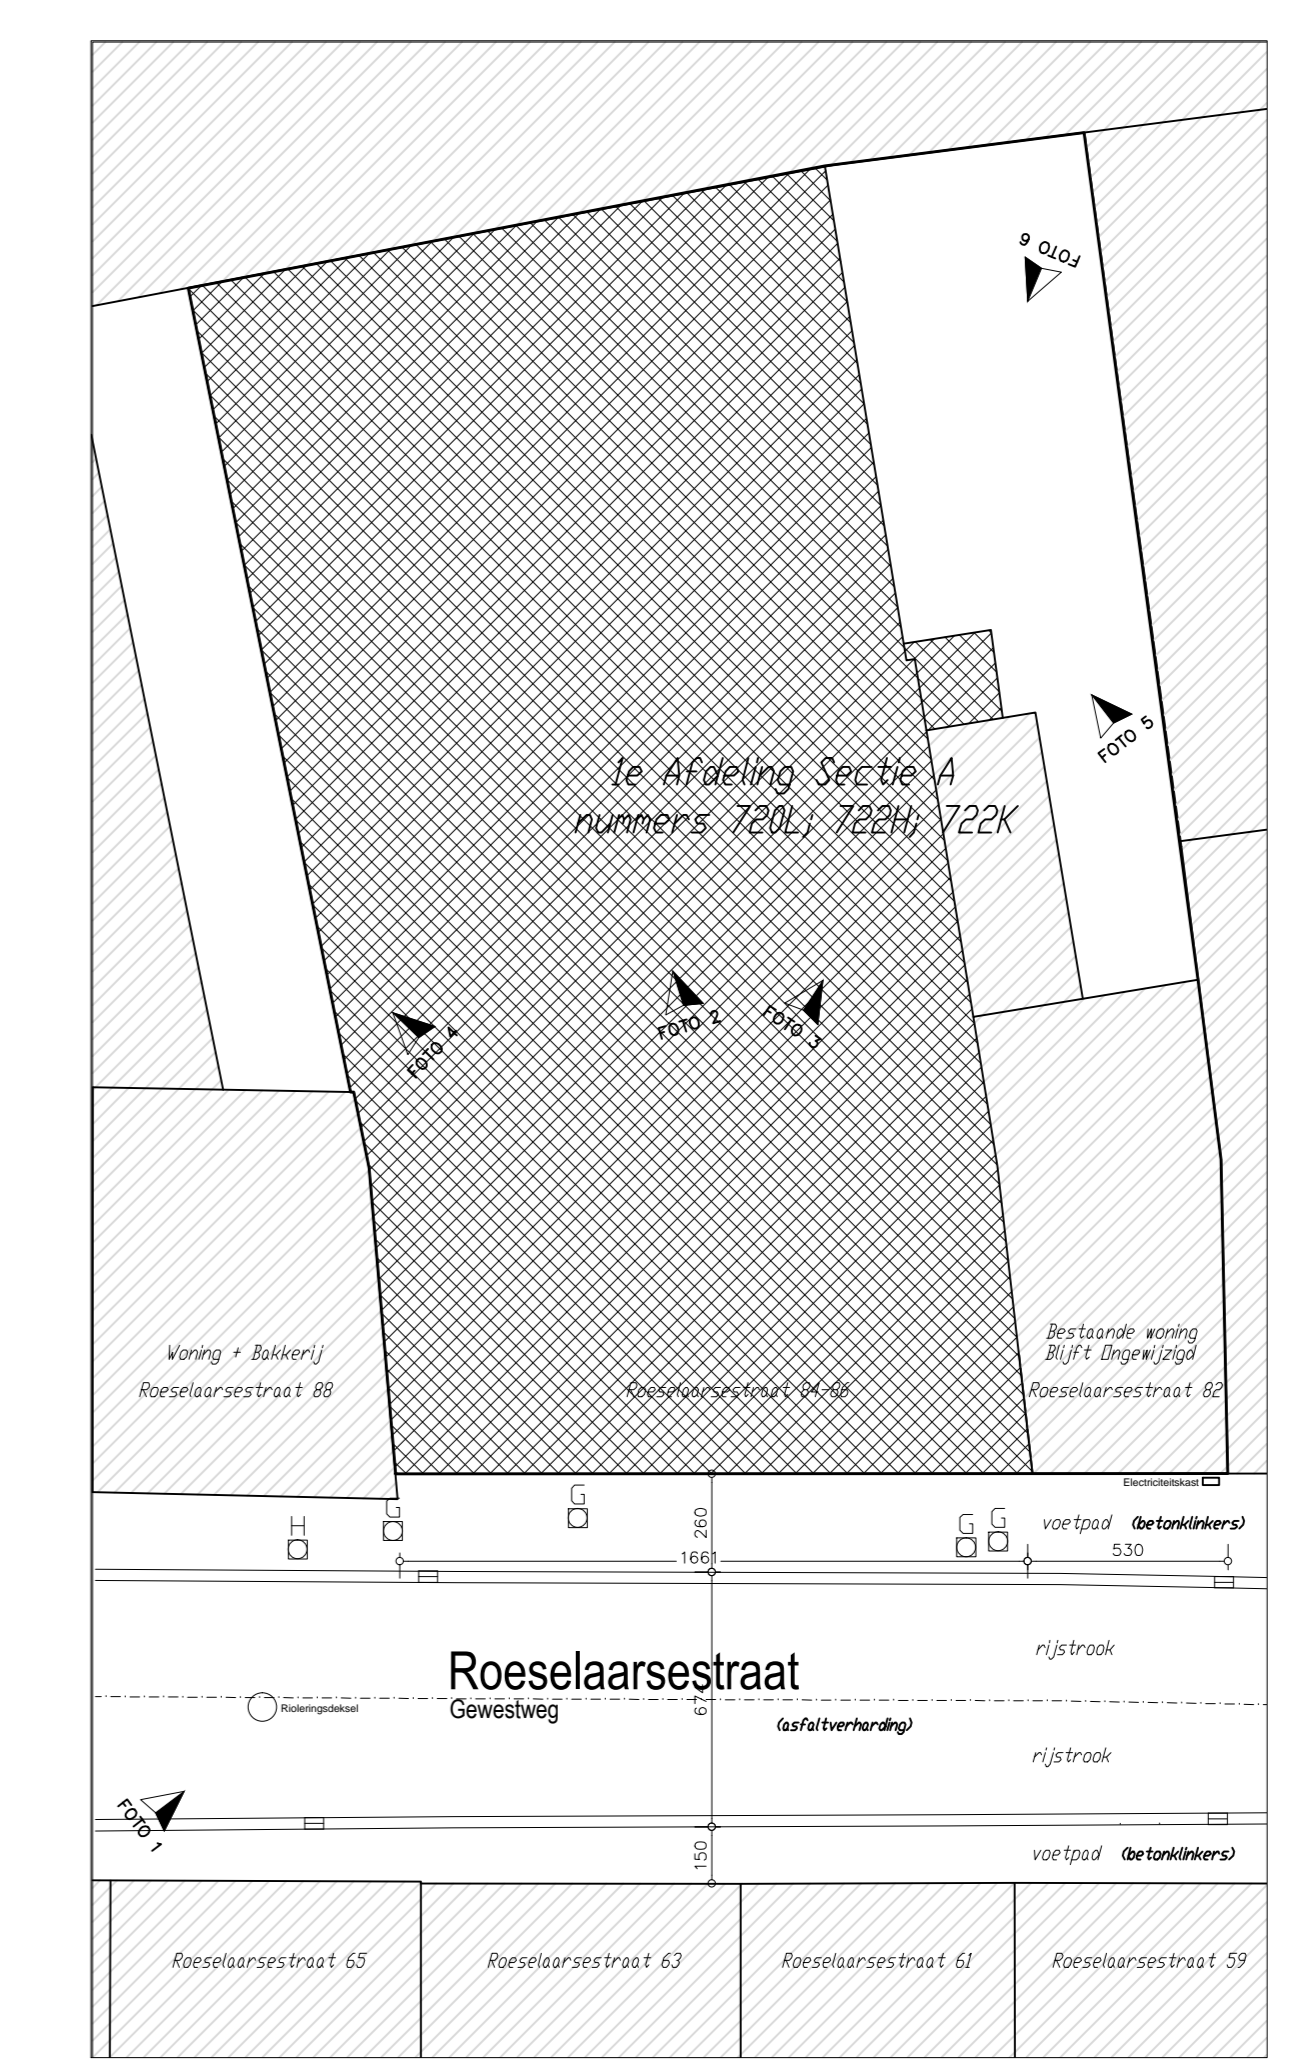 FOTO 6
FOTO 5
1e Afdeling Sectie A
nummers 720L; 722H; 722K
FOTO 4
FOTO 2
FOTO 3
Woning + Bakkerij
Roeselaarsestraat 88
Roeselaarsestraat 84-86
Bestaande woning
Blijft ngewijzigd
Roeselaarsestraat 82
Electriciteitskast
H
G
G
G
G
260
voetpad (betonklinkers)
1661
530
rijstrook
Roeselaarsestraat
Gewestweg
674
Rioleringsdeksel
(asfaltverharding)
rijstrook
FOTO 1
150
voetpad (betonklinkers)
Roeselaarsestraat 65
Roeselaarsestraat 63
Roeselaarsestraat 61
Roeselaarsestraat 59